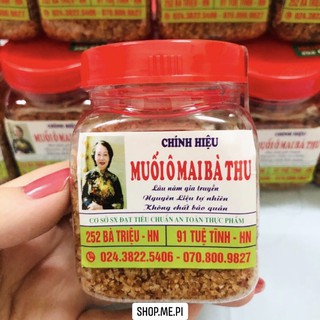 CHÍNH HIỆU
MUỐI Ô MAI BÀ THU
Lâu năm gia truyền
Nguyên Liệu tự nhiên
Không chất bảo quản
CƠ SỞ SX ĐẠT TIÊU CHUẨN AN TOÀN THỰC PHẨM
252 BÀ TRIỆU - HN 91 TUỆ TĨNH - HN
024.3822.5406 - 070.800.9827
SHOP.ME.PI